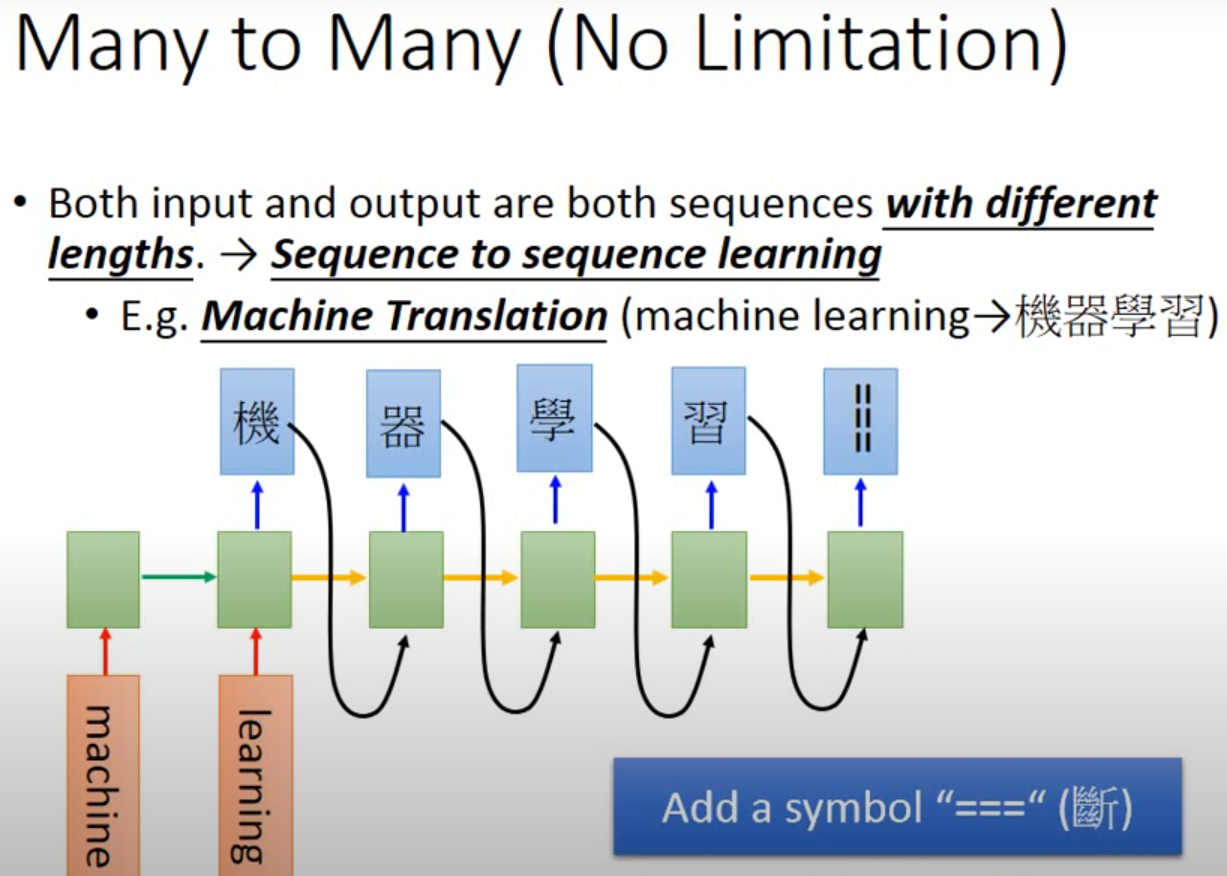 Many to Many (No Limitation)
• Both input and output are both sequences with different
lengths. → Sequence to sequence learning
• E.g. Machine Translation (machine learning→機器學習)
機
器
學
習
===
machine
learning
Add a symbol “===“ (斷)